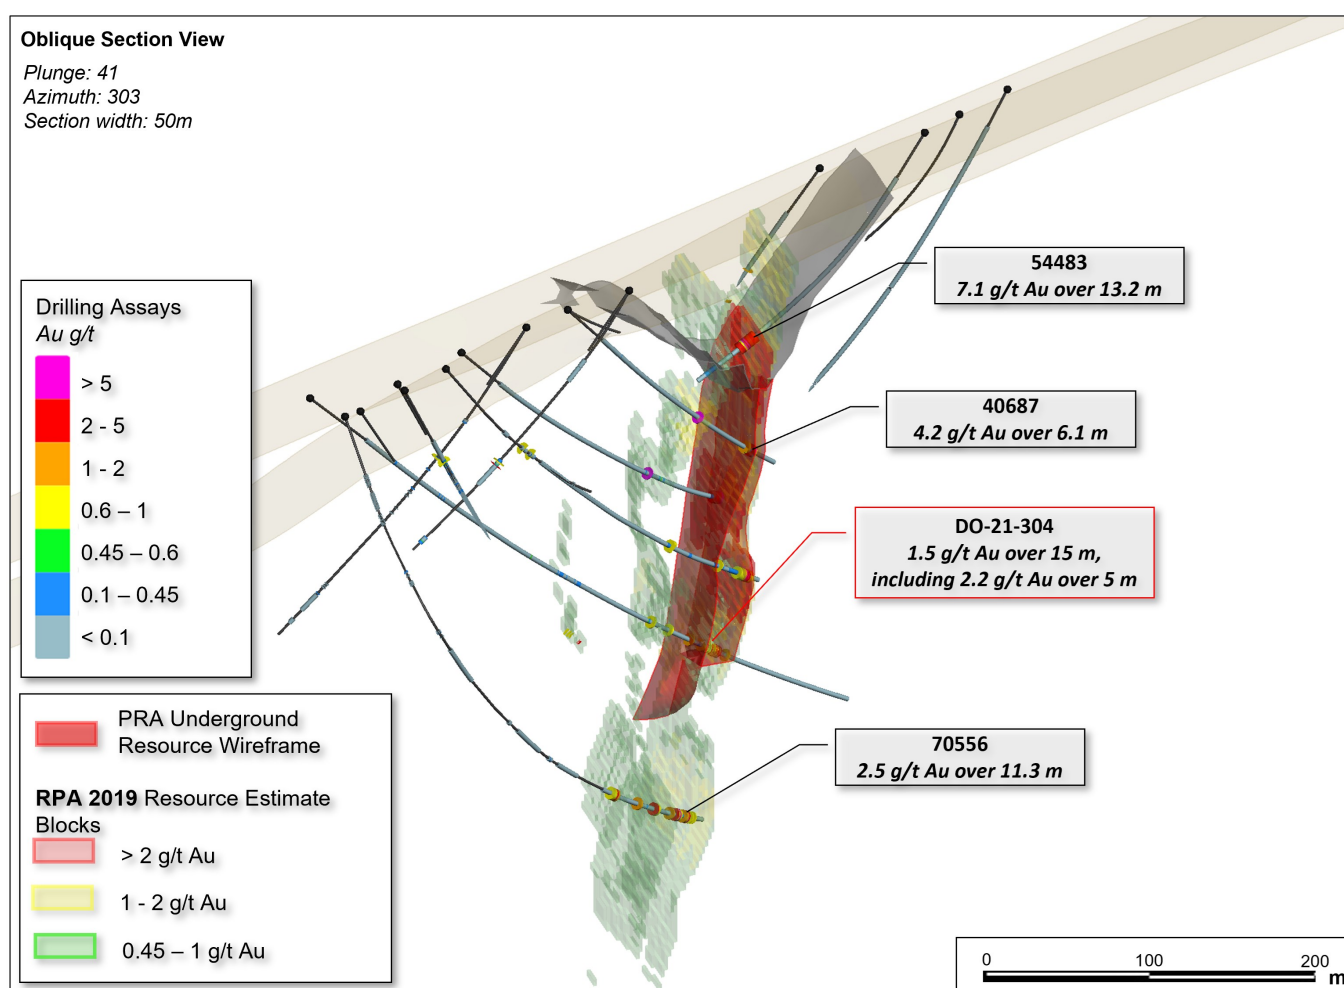 Oblique Section View
Plunge: 41
Azimuth: 303
Section width: 50m
54483
7.1 g/t Au over 13.2 m
40687
4.2 g/t Au over 6.1 m
DO-21-304
1.5 g/t Au over 15 m,
including 2.2 g/t Au over 5 m
70556
2.5 g/t Au over 11.3 m
Drilling Assays
Au g/t
> 5
2 - 5
1 - 2
0.6 – 1
0.45 – 0.6
0.1 – 0.45
< 0.1
PRA Underground
Resource Wireframe
RPA 2019 Resource Estimate
Blocks
> 2 g/t Au
1 - 2 g/t Au
0.45 – 1 g/t Au
0 100 200
m